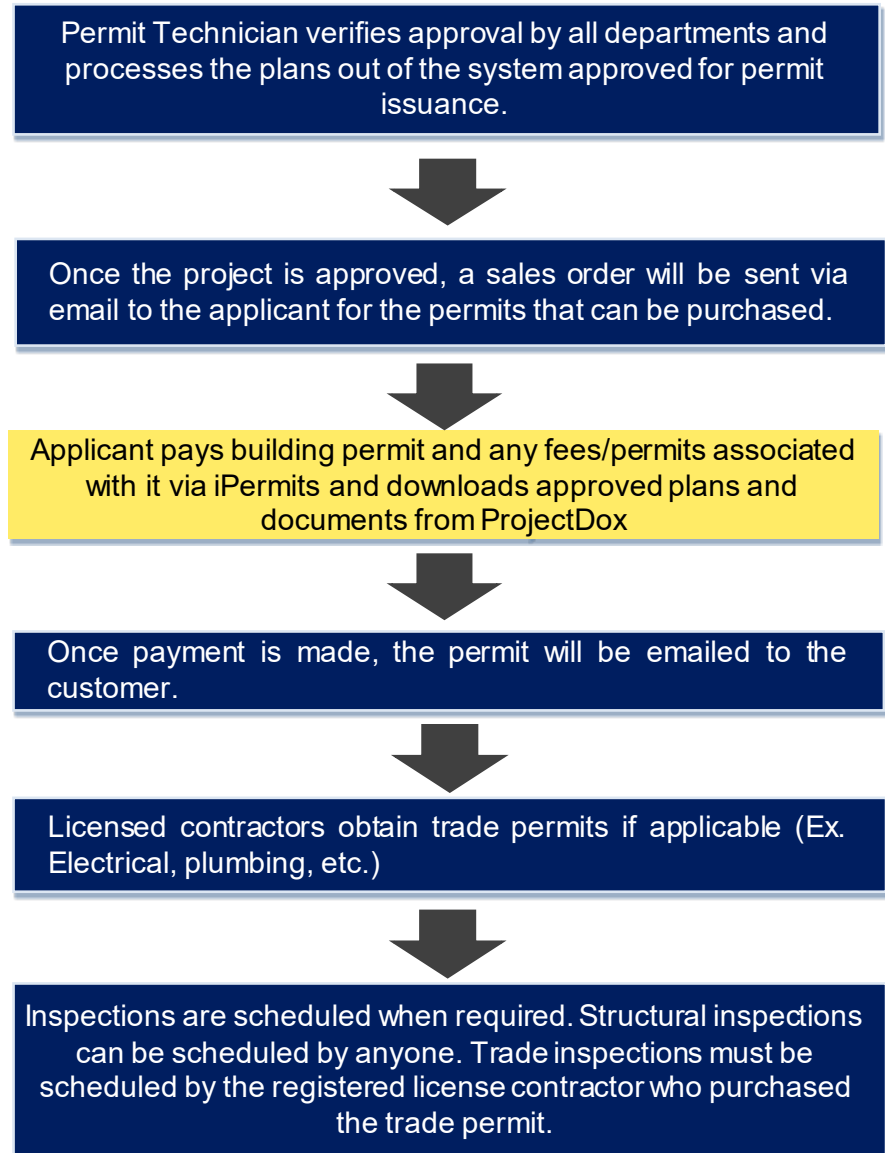 Permit Technician verifies approval by all departments and
processes the plans out of the system approved for permit
issuance.
Once the project is approved, a sales order will be sent via
email to the applicant for the permits that can be purchased.
Applicant pays building permit and any fees/permits associated
with it via iPermits and downloads approved plans and
documents from ProjectDox
Once payment is made, the permit will be emailed to the
customer.
Licensed contractors obtain trade permits if applicable (Ex.
Electrical, plumbing, etc.)
Inspections are scheduled when required. Structural inspections
can be scheduled by anyone. Trade inspections must be
scheduled by the registered license contractor who purchased
the trade permit.